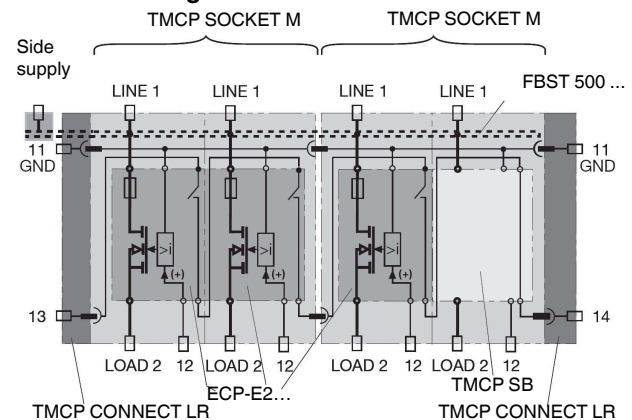 TMCP SOCKET M TMCP SOCKET M
Side
supply
LINE 1 LINE 1 LINE 1 LINE 1 FBST 500 ...
11 11
GND GND
>i >i >i
(+) (+) (+)
13 14
LOAD 2 12 LOAD 2 12 LOAD 2 12 LOAD 2 12
ECP-E2... TMCP SB
TMCP CONNECT LR TMCP CONNECT LR